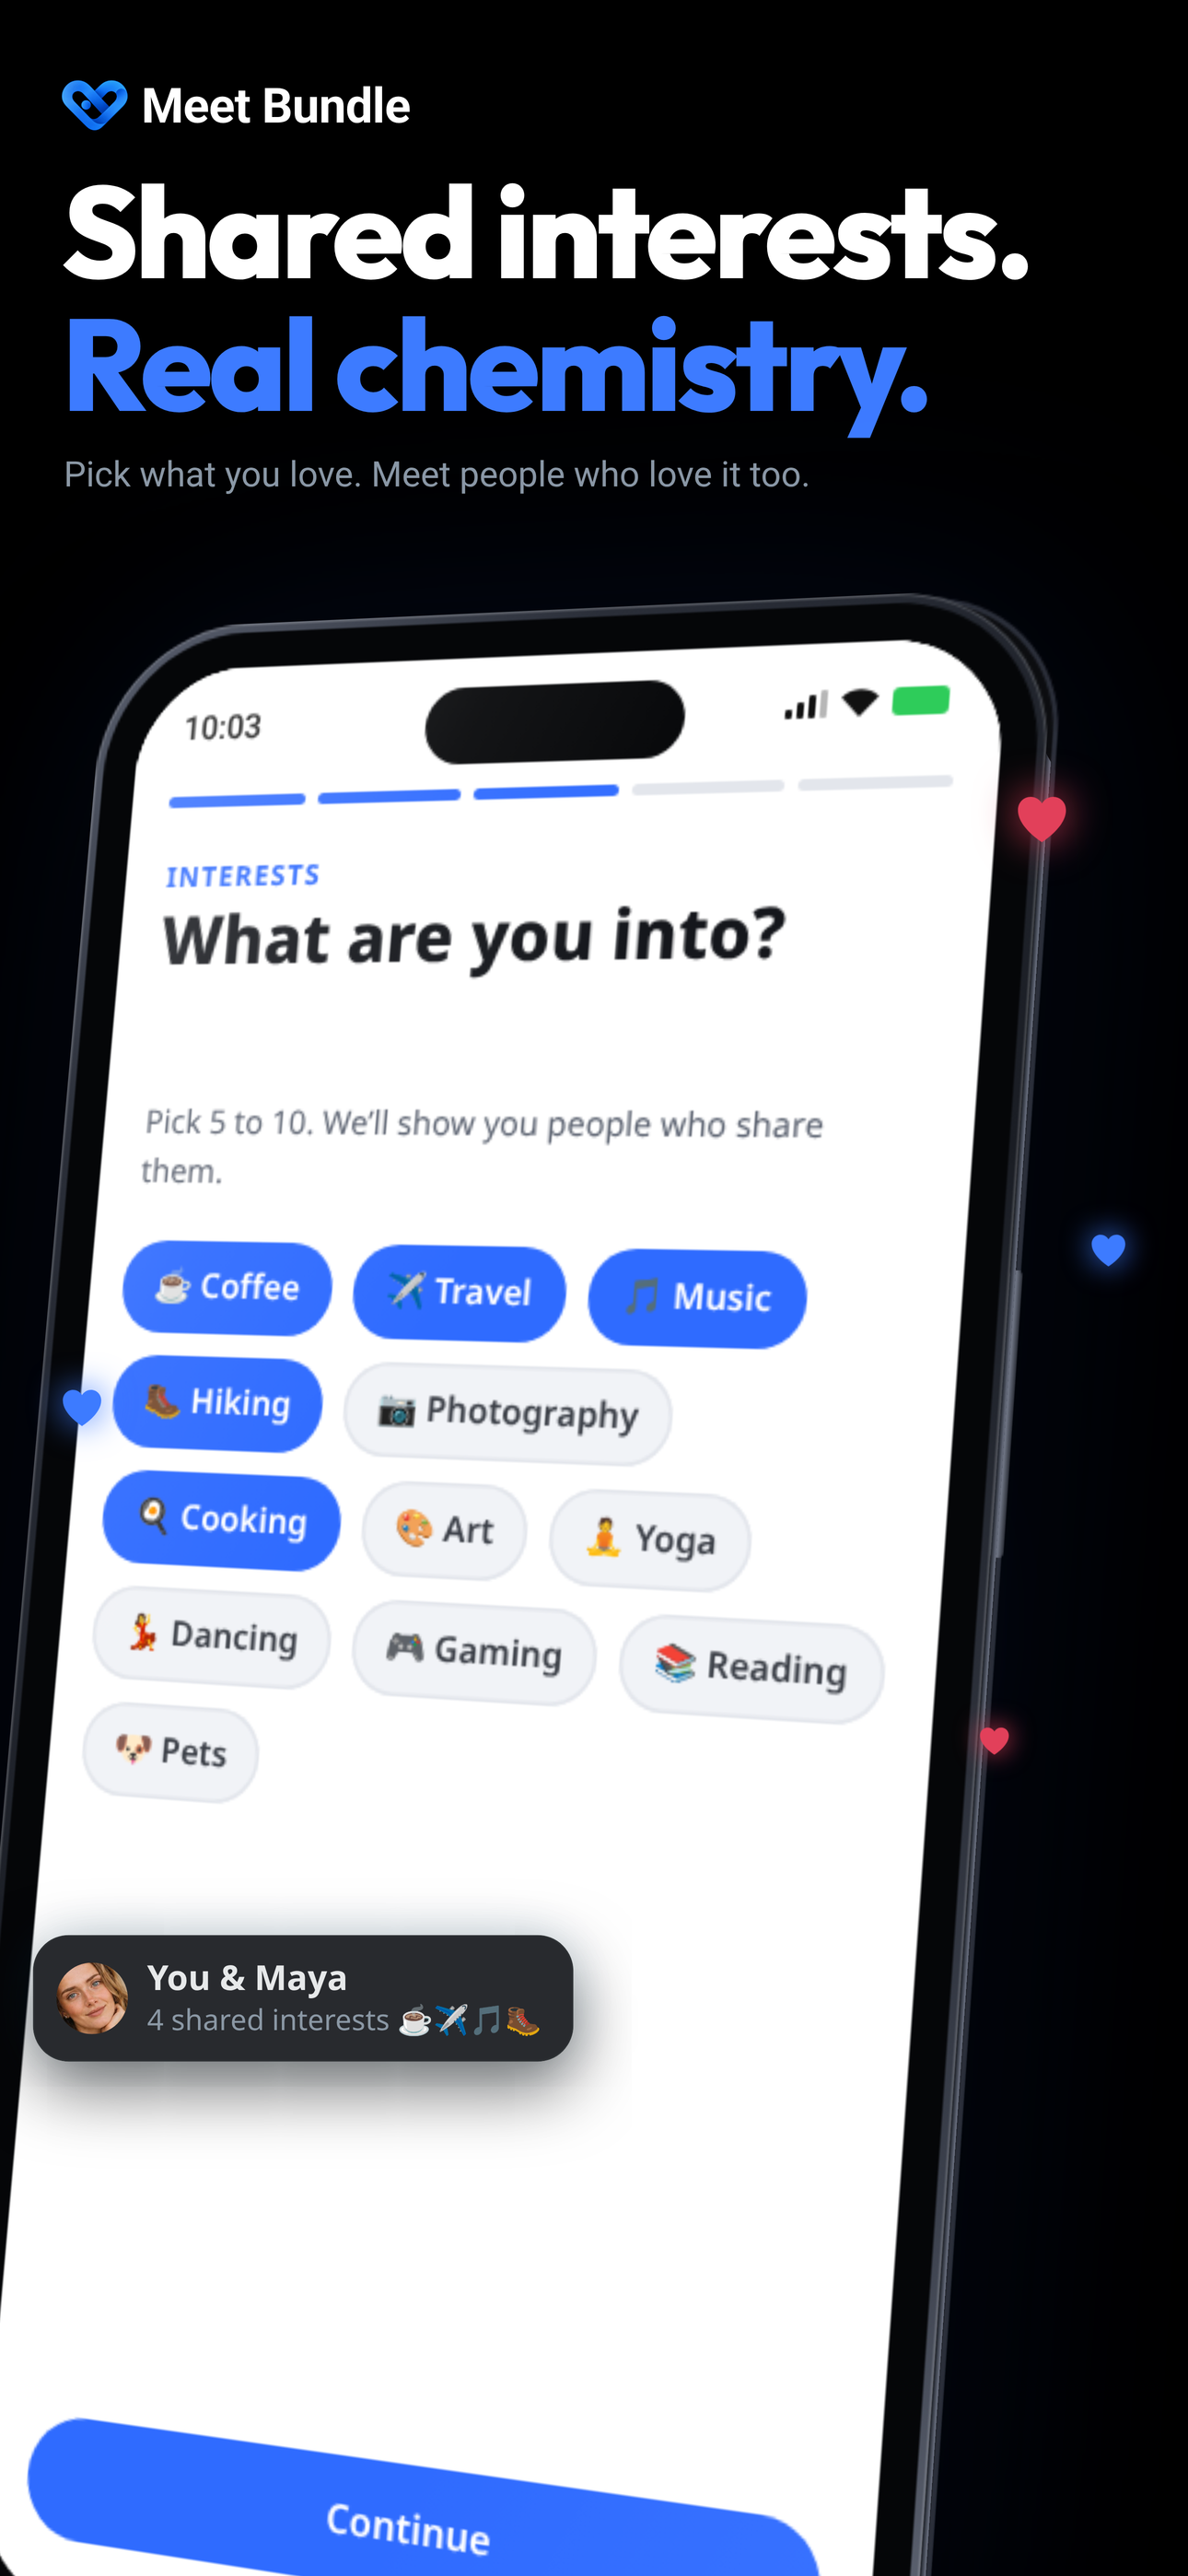 Meet Bundle
Shared interests.
Real chemistry.
Pick what you love. Meet people who love it too.
10:03
INTERESTS
What are you into?
Pick 5 to 10. We'll show you people who share
them.
☕ Coffee ✈️ Travel 🎵 Music
🥾 Hiking 📷 Photography
🍳 Cooking 🎨 Art 🧘 Yoga
💃 Dancing 🎮 Gaming 📚 Reading
🐶 Pets
You & Maya
4 shared interests ☕✈️🎵🥾
Continue